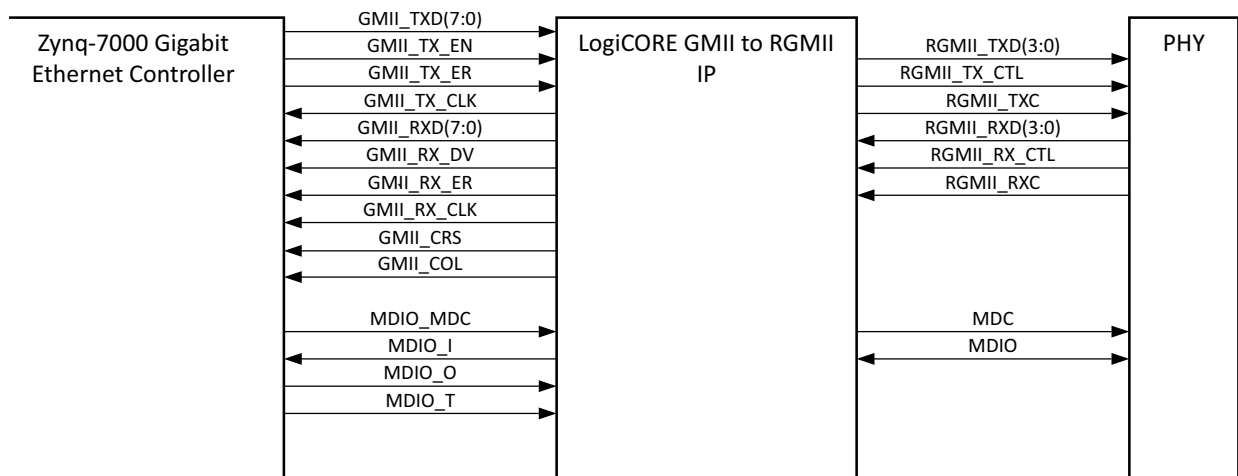 Zynq-7000 Gigabit
Ethernet Controller
GMII_TXD(7:0)
GMII_TX_EN
GMII_TX_ER
GMII_TX_CLK
GMII_RXD(7:0)
GMII_RX_DV
GMII_RX_ER
GMII_RX_CLK
GMII_CRS
GMII_COL
MDIO_MDC
MDIO_I
MDIO_O
MDIO_T
LogiCORE GMII to RGMII
IP
RGMII_TXD(3:0)
RGMII_TX_CTL
RGMII_TXC
RGMII_RXD(3:0)
RGMII_RX_CTL
RGMII_RXC
MDC
MDIO
PHY